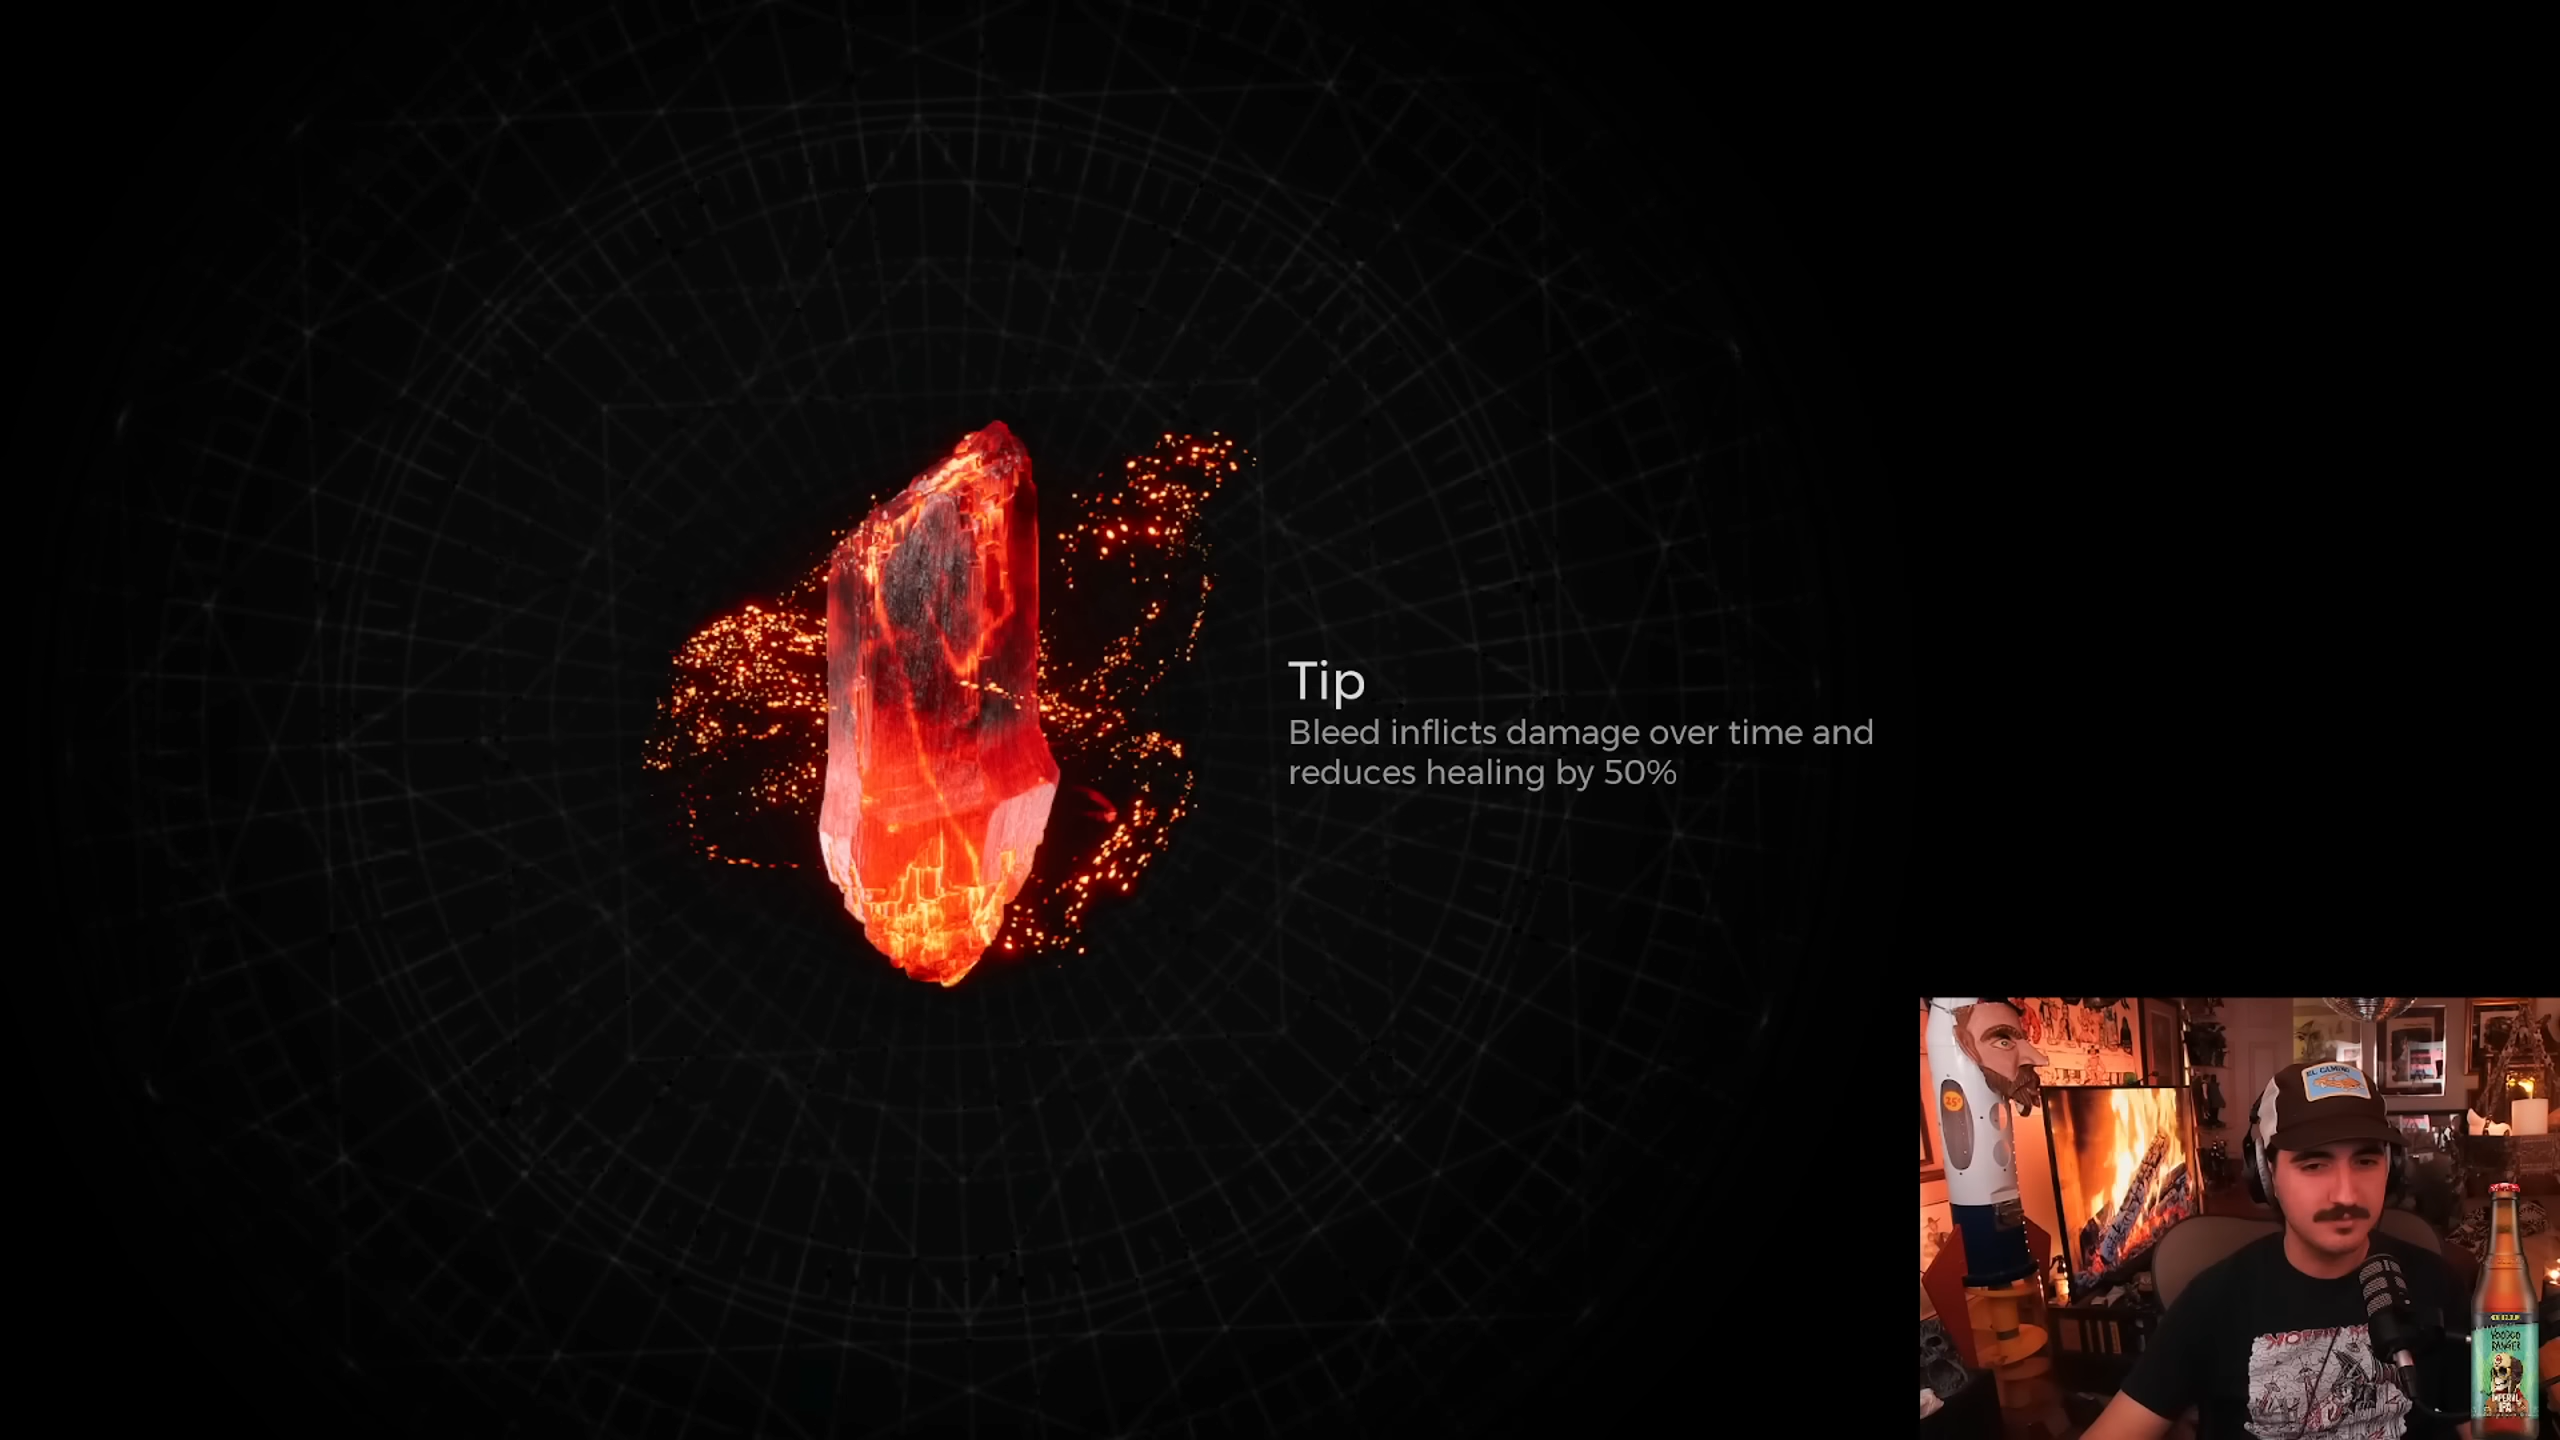 Tip
Bleed inflicts damage over time and
reduces healing by 50%
EL CAMINO
VOODOO
RANGER
IMPERIAL
IPA